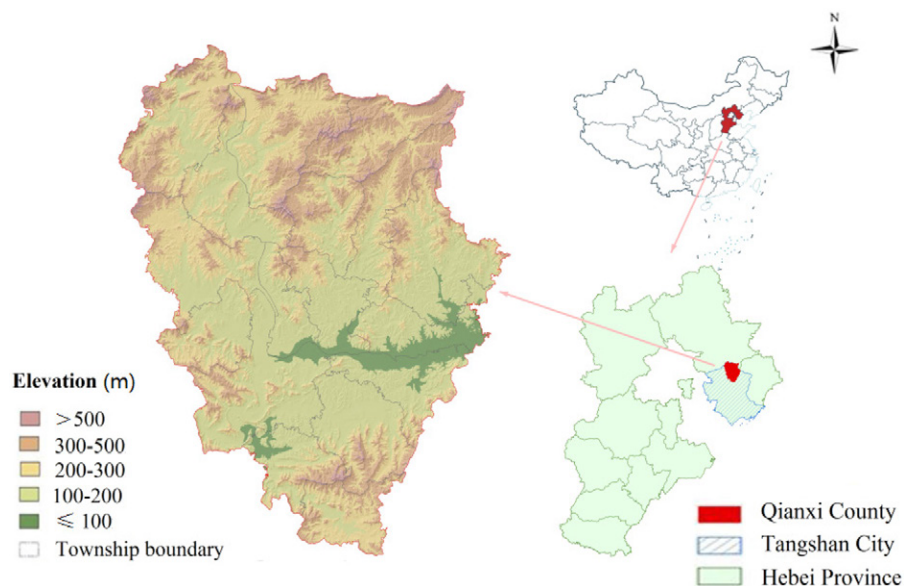 N
Elevation (m)
>500
300-500
200-300
100-200
≤ 100
Township boundary
Qianxi County
Tangshan City
Hebei Province